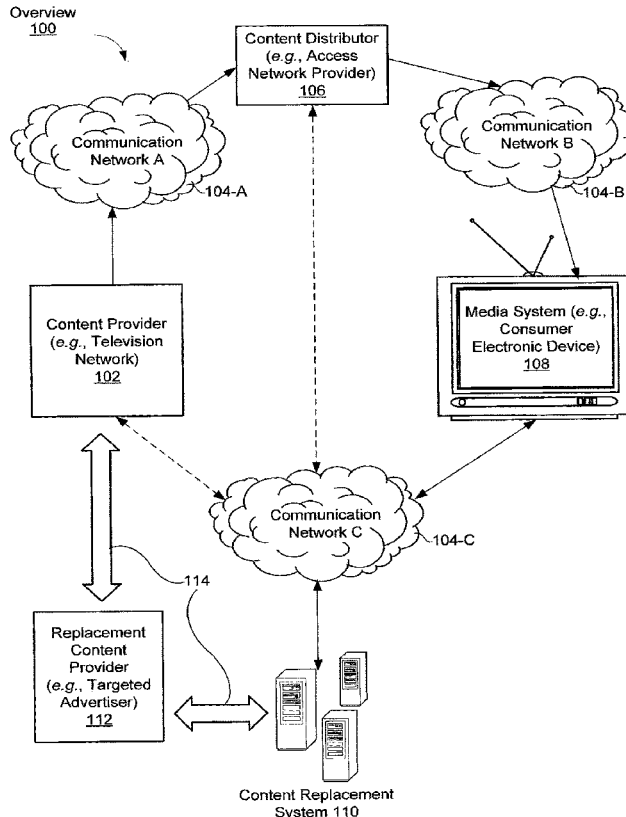 Overview
100
Content Distributor
(e.g., Access
Network Provider)
106
Communication
Network A
104-A
Communication
Network B
104-B
Content Provider
(e.g., Television
Network)
102
Media System (e.g.,
Consumer
Electronic Device)
108
Communication
Network C
104-C
114
Replacement
Content Provider
(e.g., Targeted
Advertiser)
112
Content Replacement
System 110